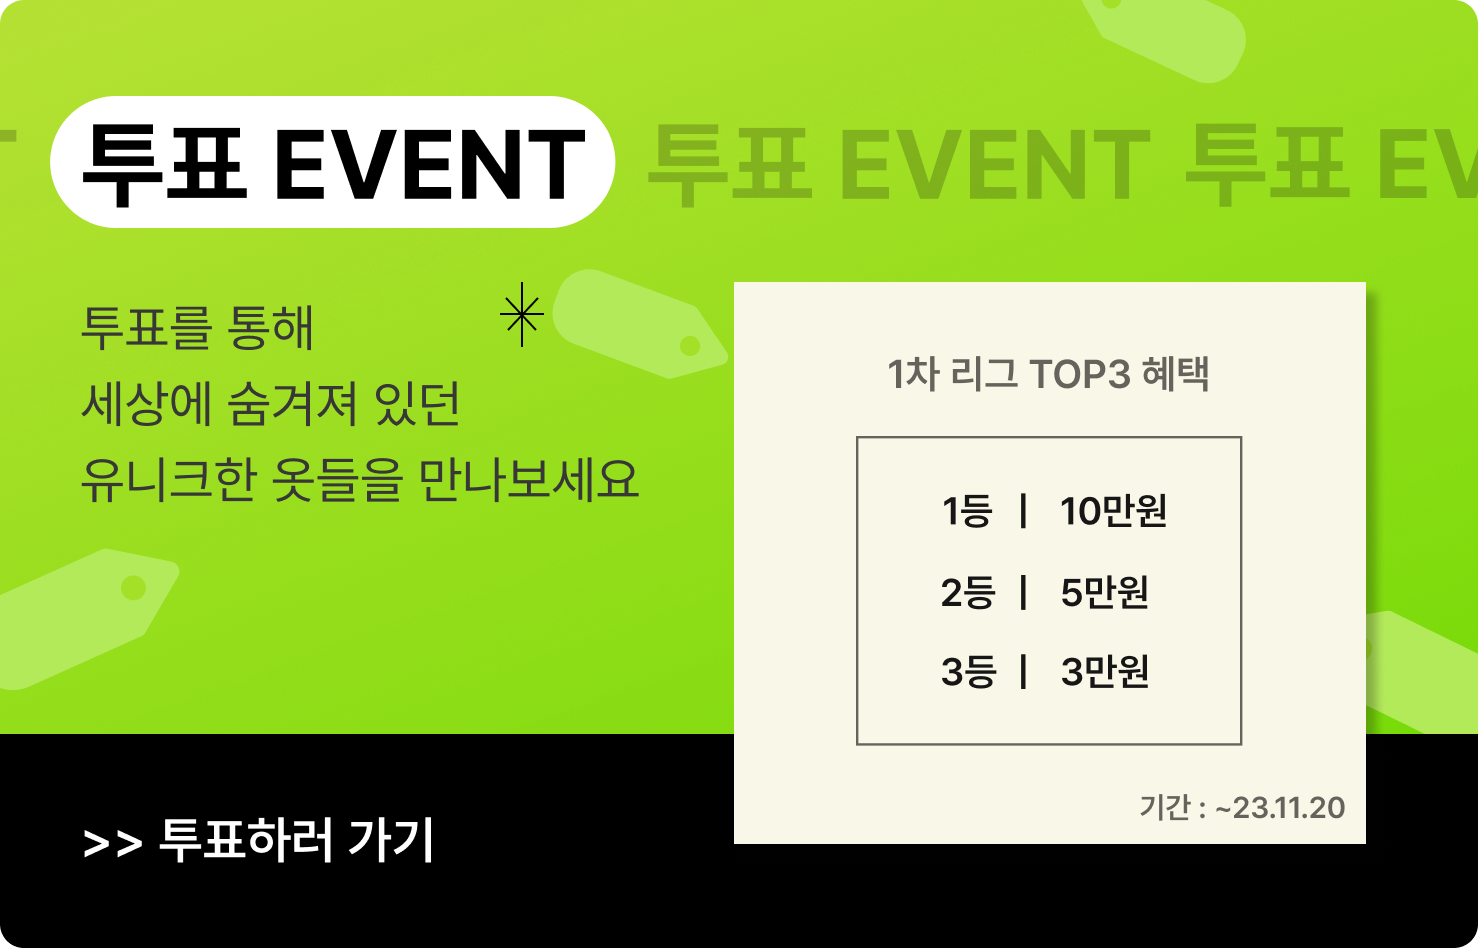 투표 EVENT 투표 EVENT 투표 EV
투표를 통해
세상에 숨겨져 있던
유니크한 옷들을 만나보세요
1차 리그 TOP3 혜택
1등 | 10만원
2등 | 5만원
3등 | 3만원
기간 : ~23.11.20
>> 투표하러 가기